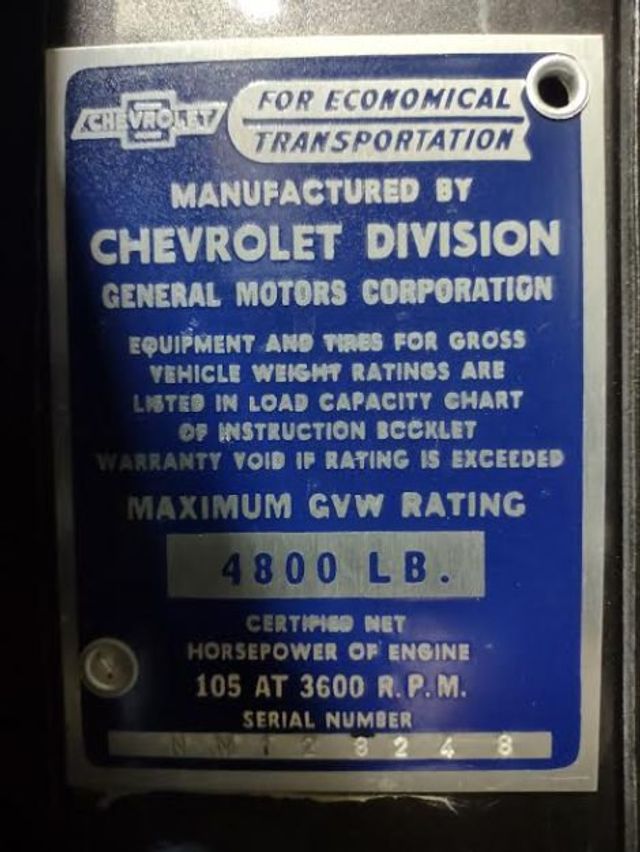 CHEVROLET
FOR ECONOMICAL
TRANSPORTATION
MANUFACTURED BY
CHEVROLET DIVISION
GENERAL MOTORS CORPORATION
EQUIPMENT AND TIRES FOR GROSS
VEHICLE WEIGHT RATINGS ARE
LISTED IN LOAD CAPACITY CHART
OF INSTRUCTION BOOKLET
WARRANTY VOID IF RATING IS EXCEEDED
MAXIMUM GVW RATING
4800 LB.
CERTIFIED NET
HORSEPOWER OF ENGINE
105 AT 3600 R.P.M.
SERIAL NUMBER